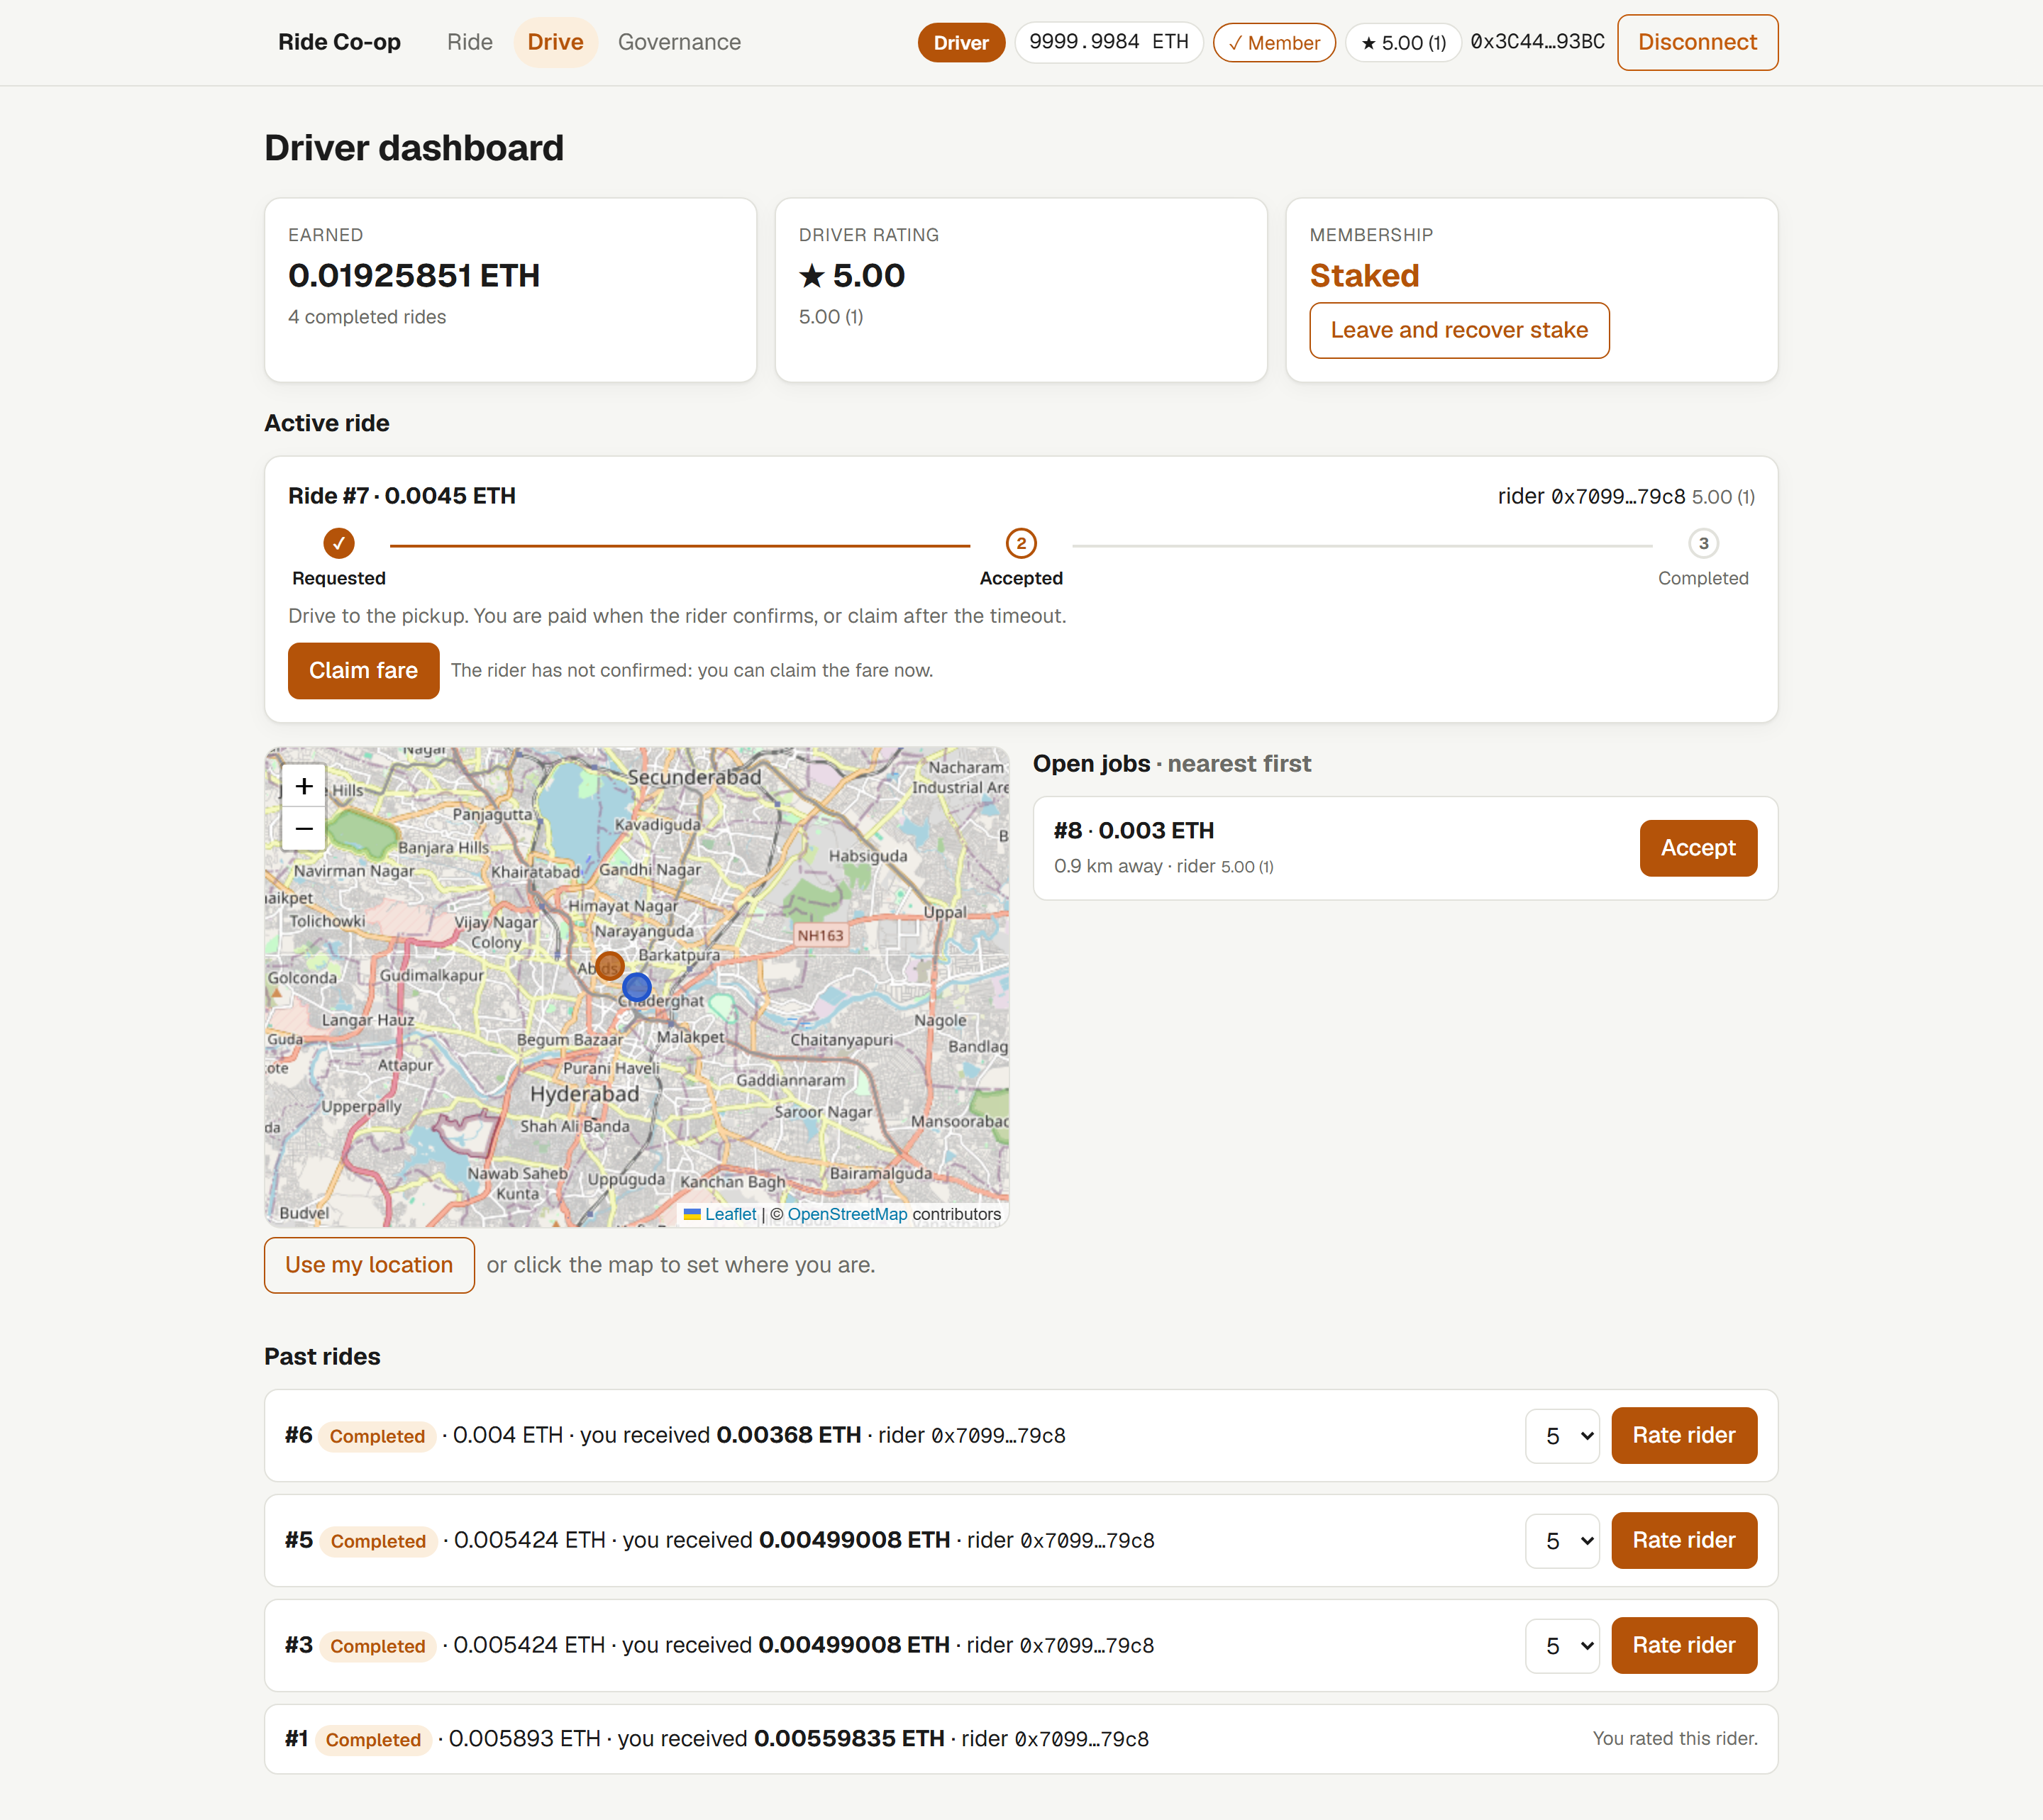 Ride Co-op Ride Drive Governance Driver 9999.9984 ETH ✓ Member ★ 5.00 (1) 0x3C44…93BC Disconnect
Driver dashboard
EARNED
0.01925851 ETH
4 completed rides
DRIVER RATING
★ 5.00
5.00 (1)
MEMBERSHIP
Staked
Leave and recover stake
Active ride
Ride #7 · 0.0045 ETH rider 0x7099…79c8 5.00 (1)
✓ 2 3
Requested Accepted Completed
Drive to the pickup. You are paid when the rider confirms, or claim after the timeout.
Claim fare The rider has not confirmed: you can claim the fare now.
+
−
Nagar
Secunderabad
Nacharam
Hills
Industrial Are
Panjagutta
Kavadiguda
B
Banjara Hills
Habsiguda
Navirman Nagar
Khairatabad
Gandhi Nagar
aikpet
Himayat Nagar
Tolichowki
Vijay Nagar
Colony
Uppal
Narayanguda
NH163
Barkatpura
Golconda
Gudimalkapur
Chaderghat
Langar Hauz
Nagole
Guda
Begum Bazaar
Malakpet
Chaitanyapuri
Bandlag
ote
Attapur
Purani Haveli
Gaddiannaram
Hyderabad
Upperpally
Saroor Nagar
da
Shah Ali Banda
Mansoorabad
Nawab Saheb
Kunta
Uppuguda
Kanchan Bagh
Bairamalguda
Budvel
Leaflet | © OpenStreetMap contributors
Use my location or click the map to set where you are.
Open jobs · nearest first
#8 · 0.003 ETH
0.9 km away · rider 5.00 (1)
Accept
Past rides
#6 Completed · 0.004 ETH · you received 0.00368 ETH · rider 0x7099…79c8 5 Rate rider
#5 Completed · 0.005424 ETH · you received 0.00499008 ETH · rider 0x7099…79c8 5 Rate rider
#3 Completed · 0.005424 ETH · you received 0.00499008 ETH · rider 0x7099…79c8 5 Rate rider
#1 Completed · 0.005893 ETH · you received 0.00559835 ETH · rider 0x7099…79c8 You rated this rider.